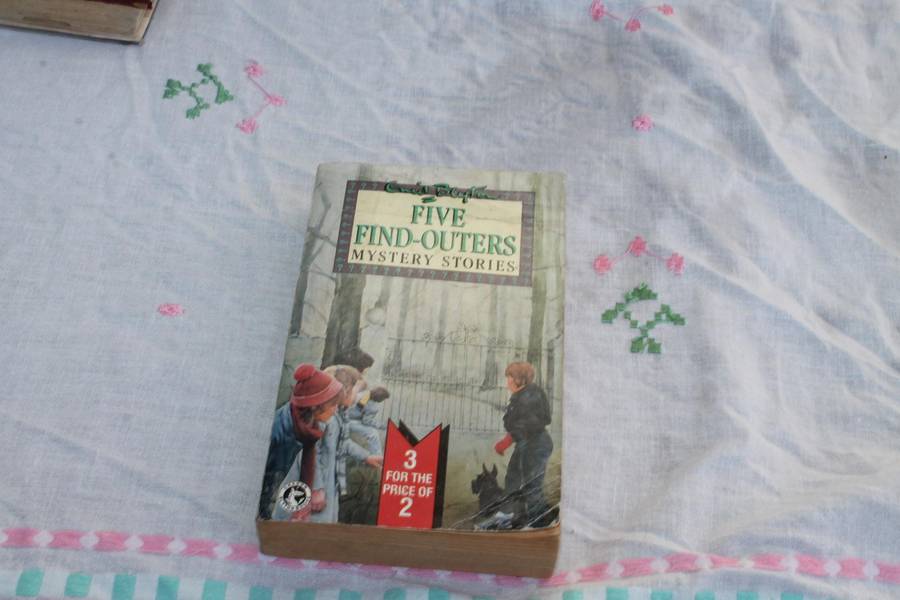 Enid Blyton
FIVE
FIND-OUTERS
MYSTERY STORIES
3
FOR THE
PRICE OF
2